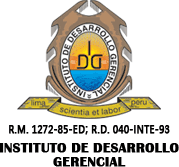 INSTITUTO DE DESARROLLO GERENCIAL
lima
scientia et labor
peru
R.M. 1272-85-ED; R.D. 040-INTE-93
INSTITUTO DE DESARROLLO
GERENCIAL